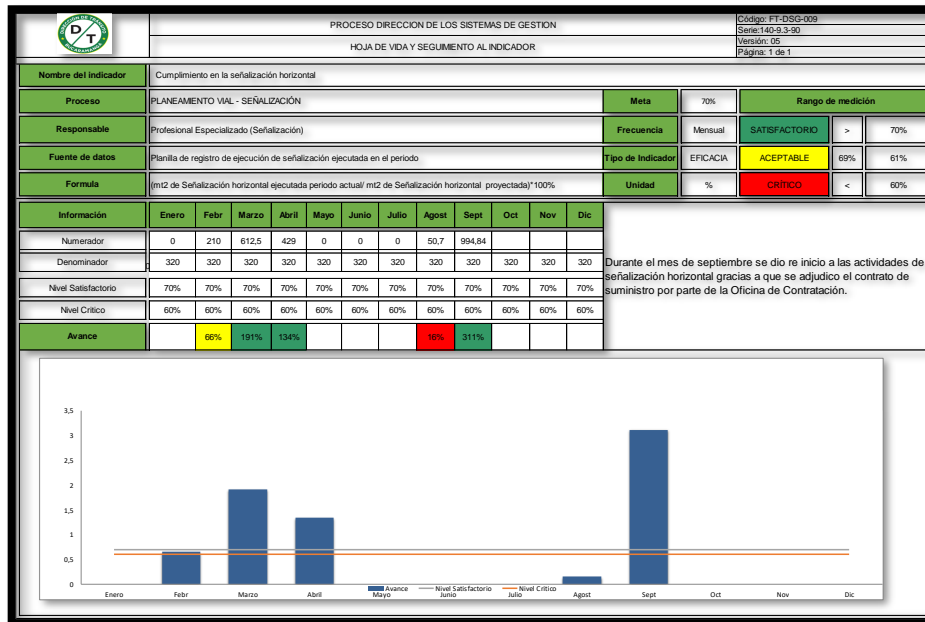 DIRECCION DE TRANSITO
D T
BUCARAMANGA
PROCESO DIRECCION DE LOS SISTEMAS DE GESTION
HOJA DE VIDA Y SEGUIMIENTO AL INDICADOR
Código: FT-DSG-009
Serie:140-9.3-90
Versión: 05
Página: 1 de 1
Nombre del indicador Cumplimiento en la señalización horizontal
Proceso PLANEAMIENTO VIAL - SEÑALIZACIÓN Meta 70% Rango de medición
Responsable Profesional Especializado (Señalización) Frecuencia Mensual SATISFACTORIO > 70%
Fuente de datos Planilla de registro de ejecución de señalización ejecutada en el periodo Tipo de Indicador EFICACIA ACEPTABLE 69% 61%
Formula (mt2 de Señalización horizontal ejecutada periodo actual/ mt2 de Señalización horizontal proyectada)*100% Unidad % CRÍTICO < 60%
Información Enero Febr Marzo Abril Mayo Junio Julio Agost Sept Oct Nov Dic
Numerador 0 210 612,5 429 0 0 0 50,7 994,84
Denominador 320 320 320 320 320 320 320 320 320 320 320 320
Nivel Satisfactorio 70% 70% 70% 70% 70% 70% 70% 70% 70% 70% 70% 70%
Nivel Critico 60% 60% 60% 60% 60% 60% 60% 60% 60% 60% 60% 60%
Avance 66% 191% 134% 16% 311%
Durante el mes de septiembre se dio re inicio a las actividades de
señalización horizontal gracias a que se adjudico el contrato de
suministro por parte de la Oficina de Contratación.
3,5
3
2,5
2
1,5
1
0,5
0
Enero Febr Marzo Abril Mayo Junio Julio Agost Sept Oct Nov Dic
Avance Nivel Satisfactorio Nivel Critico